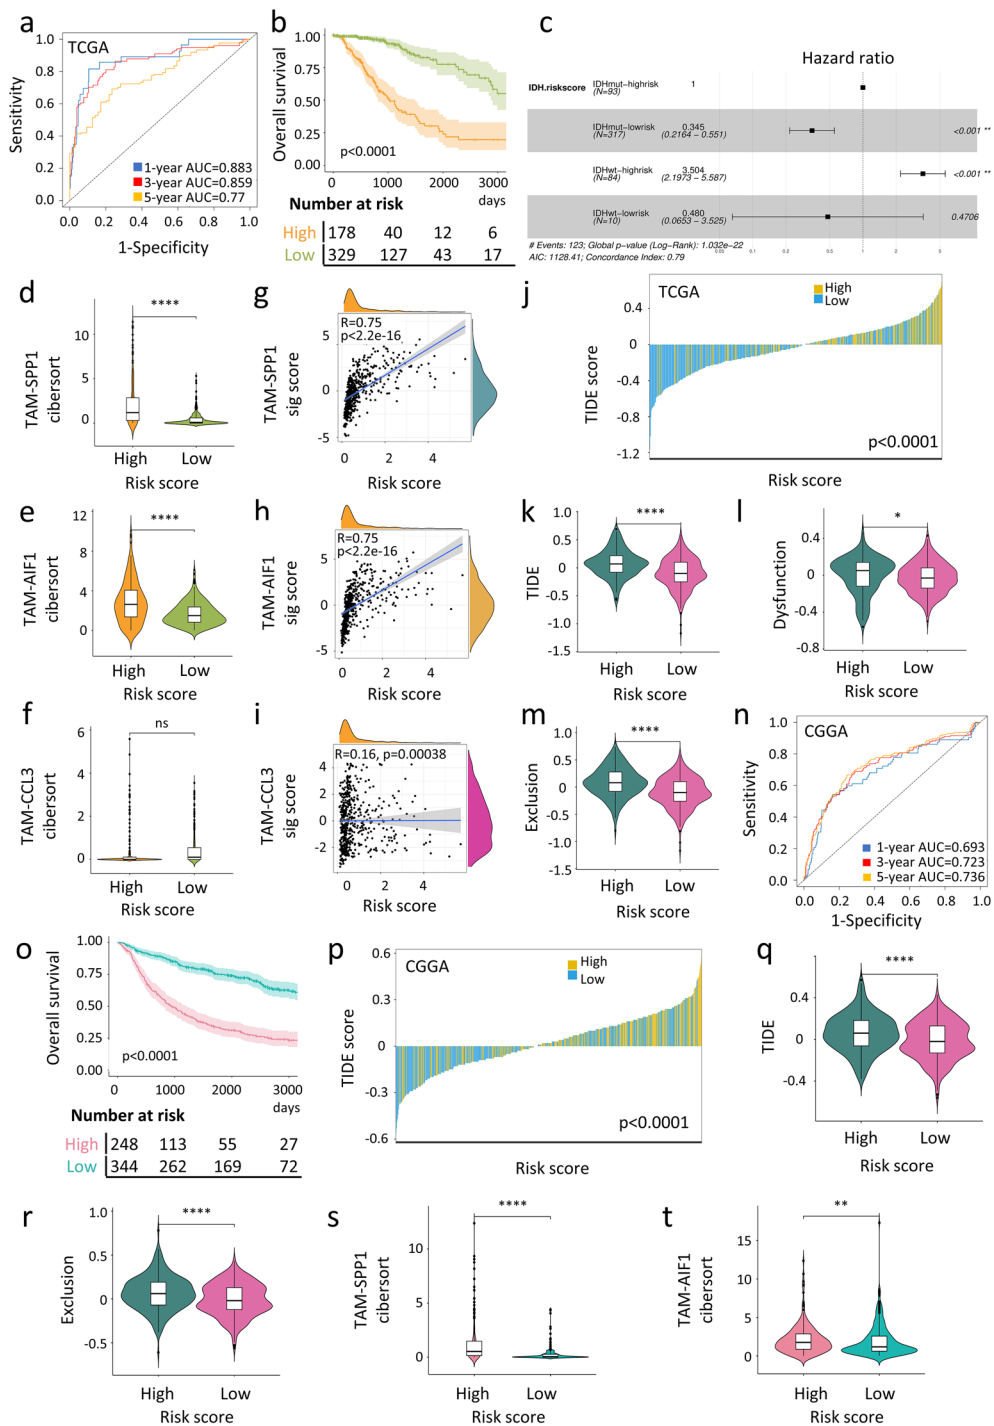 a
TCGA
1.0
0.8
0.6
0.4
0.2
0.0
Sensitivity
1-year AUC=0.883
3-year AUC=0.859
5-year AUC=0.77
0.0 0.2 0.4 0.6 0.8 1.0
1-Specificity
b
1.00
0.75
0.50
0.25
0.00
Overall survival
p<0.0001
0 1000 2000 3000
days
Number at risk
High 178 40 12 6
Low 329 127 43 17
c
Hazard ratio
IDH.riskscore
IDHmut-highrisk
(N=93)
1
IDHmut-lowrisk
(N=317)
0.345
(0.2164 - 0.551)
<0.001 **
IDHwt-highrisk
(N=84)
3.504
(2.1973 - 5.587)
<0.001 **
IDHwt-lowrisk
(N=10)
0.480
(0.0653 - 3.525)
0.4706
# Events: 123; Global p-value (Log-Rank): 1.032e-22
AIC: 1128.41; Concordance Index: 0.79
0.05 0.1 0.2 0.5 1 2 5
d
****
10
5
0
TAM-SPP1
cibersort
High Low
Risk score
g
R=0.75
p<2.2e-16
5
0
-5
TAM-SPP1
sig score
0 2 4
Risk score
j
TCGA
High
Low
0.4
0
-0.4
-0.8
-1.2
TIDE score
p<0.0001
Risk score
e
****
12
8
4
0
TAM-AIF1
cibersort
High Low
Risk score
h
R=0.75
p<2.2e-16
5
0
-5
TAM-AIF1
sig score
0 2 4
Risk score
k
****
1.0
0.5
0.0
-0.5
-1.0
-1.5
TIDE
High Low
Risk score
l
*
0.4
0
-0.4
-0.8
Dysfunction
High Low
Risk score
f
ns
6
4
2
0
TAM-CCL3
cibersort
High Low
Risk score
i
R=0.16, p=0.00038
4
2
0
-2
TAM-CCL3
sig score
0 2 4
Risk score
m
****
1.0
0.5
0.0
-0.5
-1.0
-1.5
Exclusion
High Low
Risk score
n
CGGA
1.0
0.8
0.6
0.4
0.2
0.0
Sensitivity
1-year AUC=0.693
3-year AUC=0.723
5-year AUC=0.736
0.0 0.2 0.4 0.6 0.8 1.0
1-Specificity
o
1.00
0.75
0.50
0.25
0.00
Overall survival
p<0.0001
0 1000 2000 3000
days
Number at risk
High 248 113 55 27
Low 344 262 169 72
p
CGGA
High
Low
0.6
0.3
0
-0.3
-0.6
TIDE score
p<0.0001
Risk score
q
****
0.4
0
-0.4
TIDE
High Low
Risk score
r
****
1.0
0.5
0.0
-0.5
Exclusion
High Low
Risk score
s
****
10
5
0
TAM-SPP1
cibersort
High Low
Risk score
t
**
15
10
5
0
TAM-AIF1
cibersort
High Low
Risk score